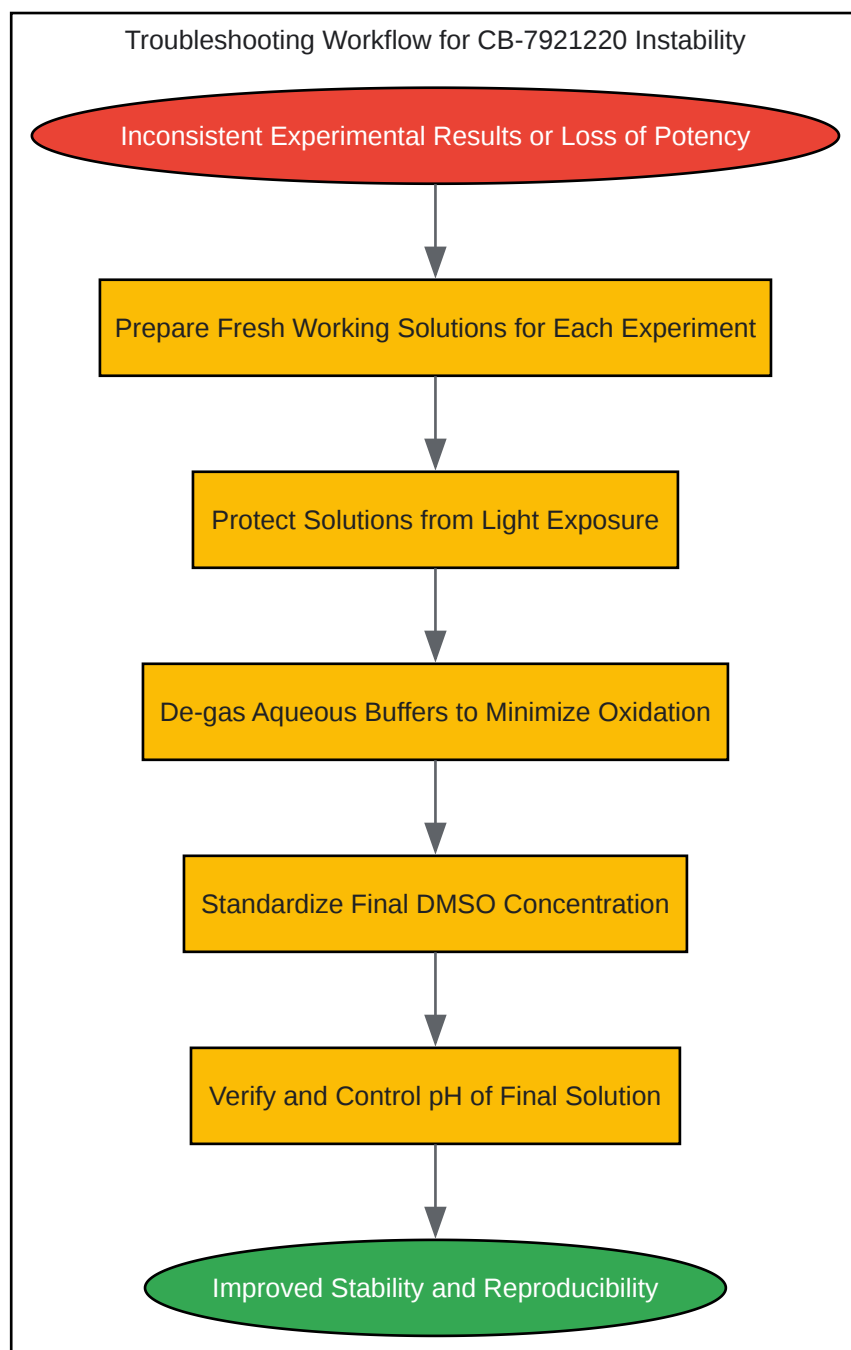 Troubleshooting Workflow for CB-7921220 Instability
Inconsistent Experimental Results or Loss of Potency
Prepare Fresh Working Solutions for Each Experiment
Protect Solutions from Light Exposure
De-gas Aqueous Buffers to Minimize Oxidation
Standardize Final DMSO Concentration
Verify and Control pH of Final Solution
Improved Stability and Reproducibility